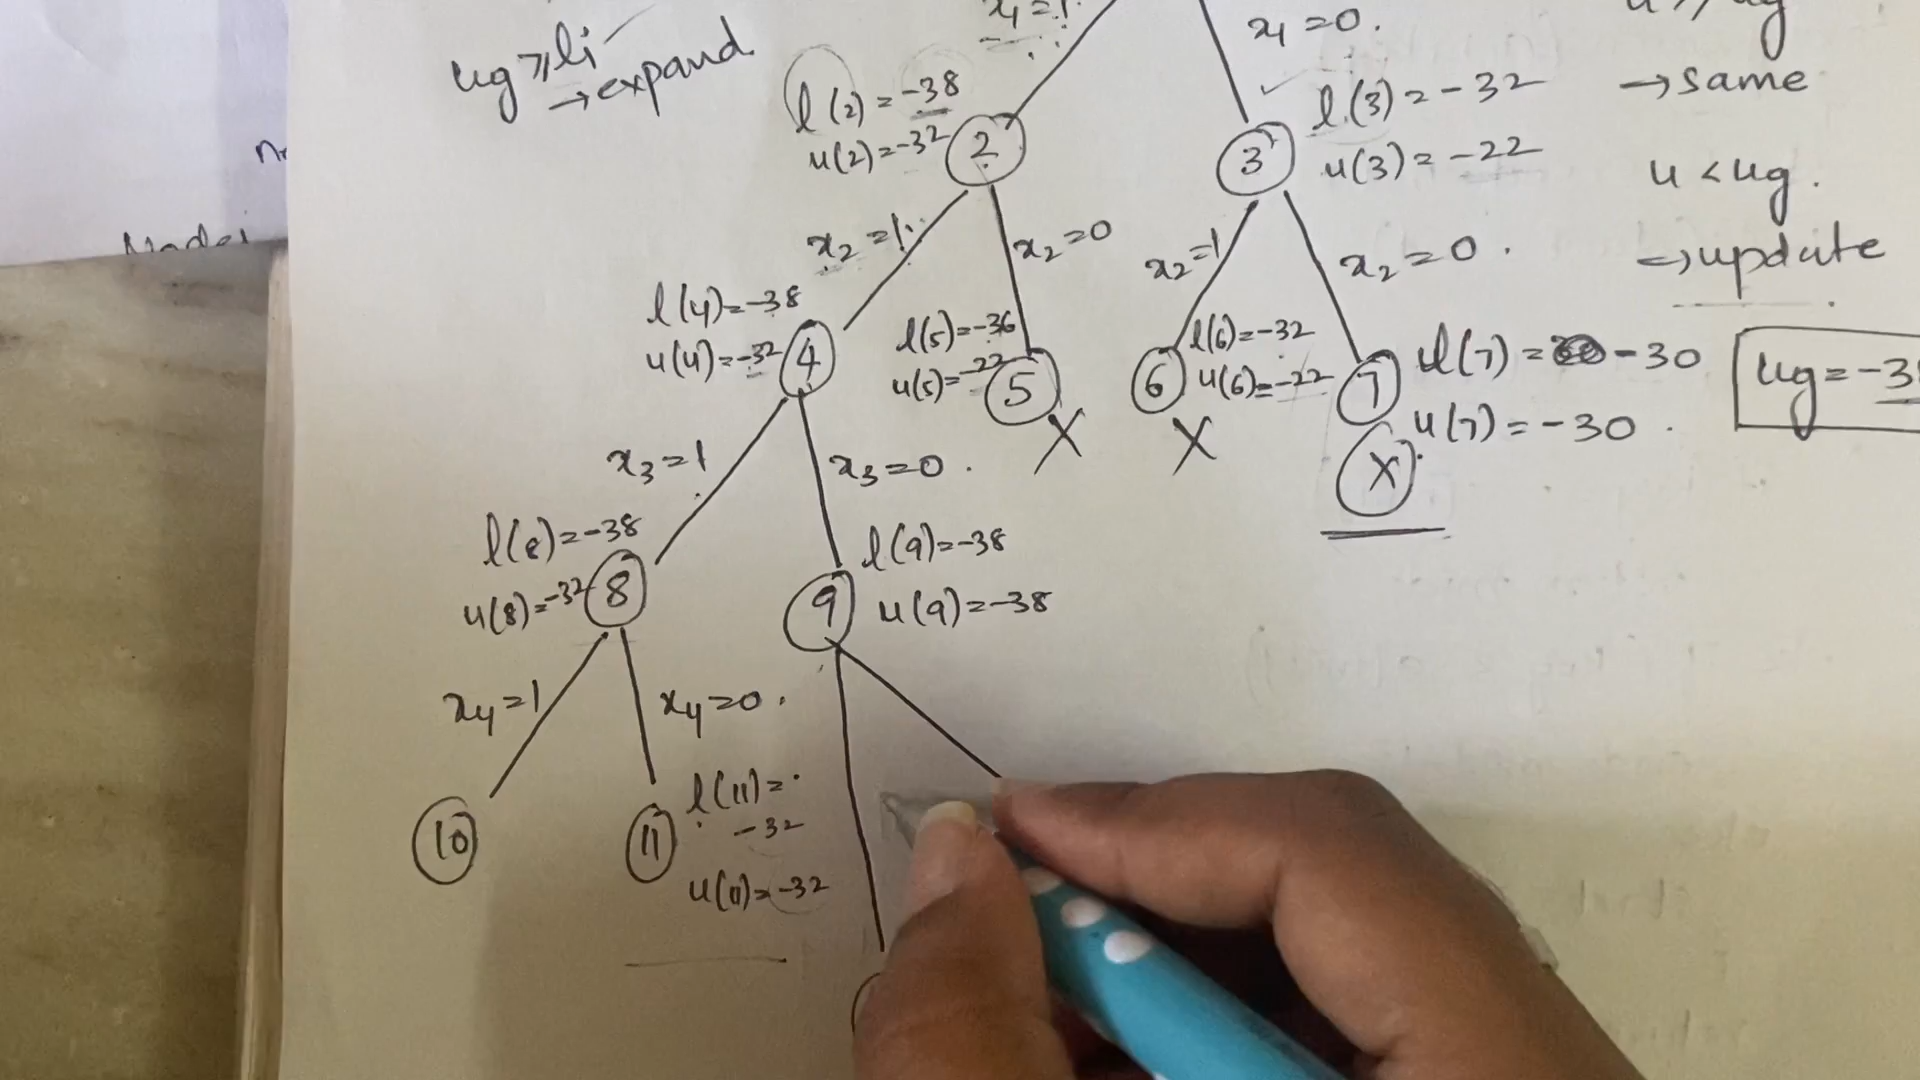 ug ≥ li
→ expand.
x1 = 1.
x1 = 0.
→ same
u < ug.
→ update
l(2) = -38
u(2) = -32
2
3
l(3) = -32
u(3) = -22
x2 = 1
x2 = 0
x2 = 1
x2 = 0.
l(4) = -38
u(4) = -32
4
l(5) = -36
u(5) = -22
5
X
6
l(6) = -32
u(6) = -22
X
7
l(7) = -30
u(7) = -30.
X
x3 = 1
x3 = 0.
l(8) = -38
u(8) = -32
8
l(9) = -38
u(9) = -38
9
x4 = 1
x4 = 0.
10
11
l(11) =
-32
u(11) = -32